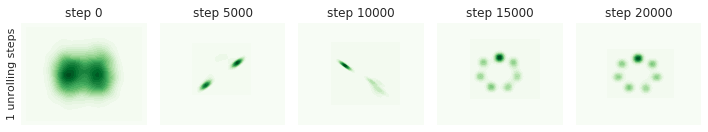 step 0
step 5000
step 10000
step 15000
step 20000
1 unrolling steps